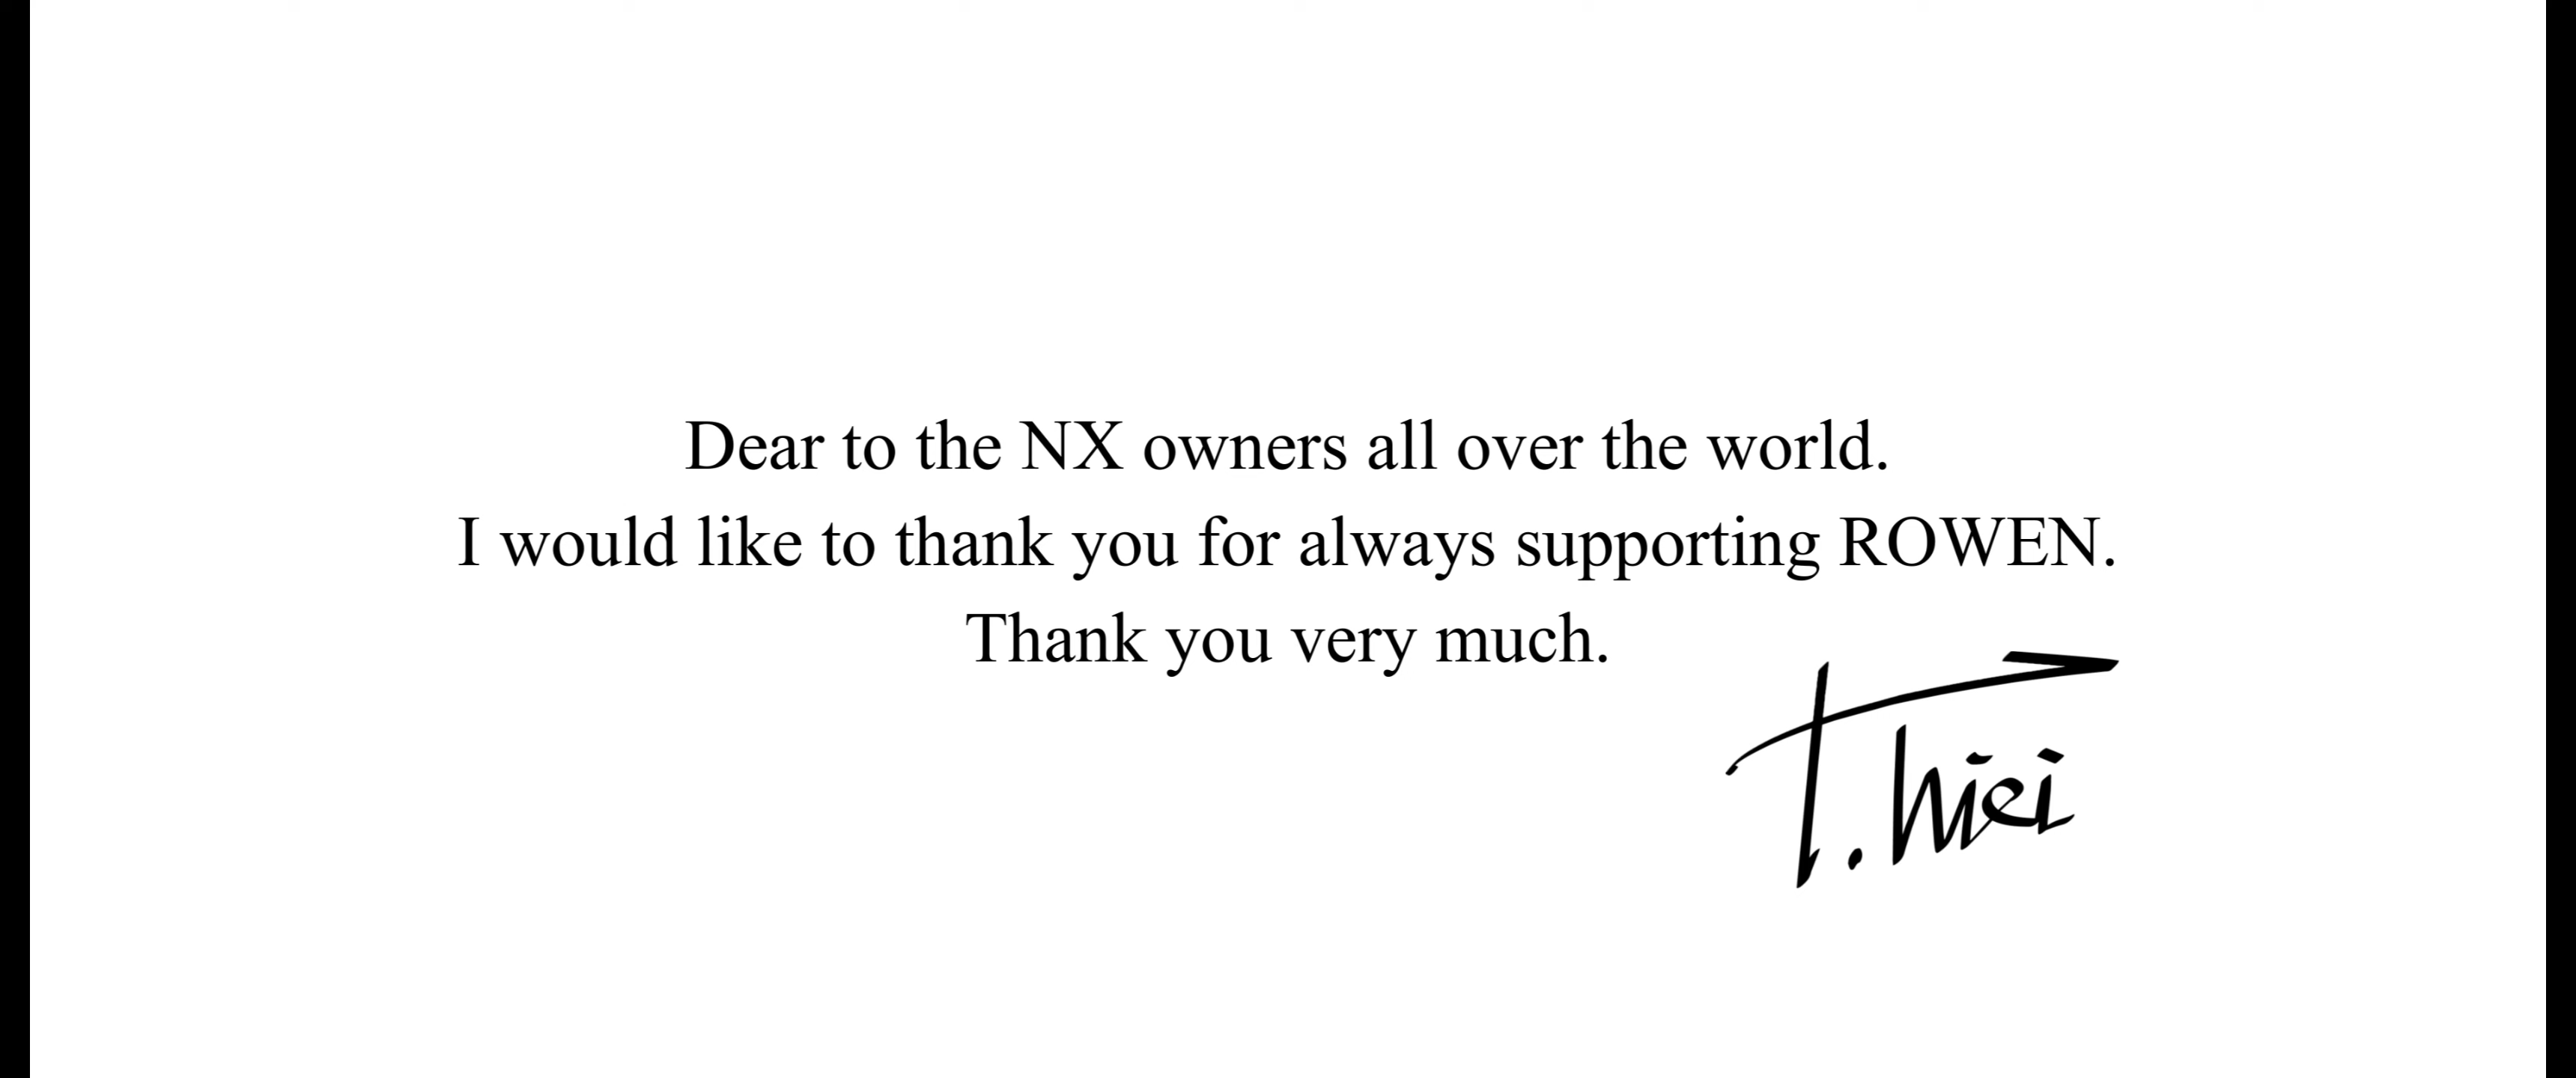 Dear to the NX owners all over the world.
I would like to thank you for always supporting ROWEN.
Thank you very much.